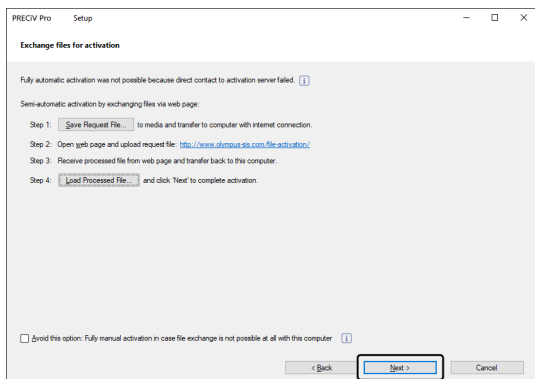 PRECiV Pro Setup
Exchange files for activation
Fully automatic activation was not possible because direct contact to activation server failed. i
Semi-automatic activation by exchanging files via web page:
Step 1: Save Request File... to media and transfer to computer with internet connection.
Step 2: Open web page and upload request file: http://www.olympus-sis.com/file-activation/
Step 3: Receive processed file from web page and transfer back to this computer.
Step 4: Load Processed File... and click 'Next' to complete activation.
Avoid this option: Fully manual activation in case file exchange is not possible at all with this computer i
< Back Next > Cancel